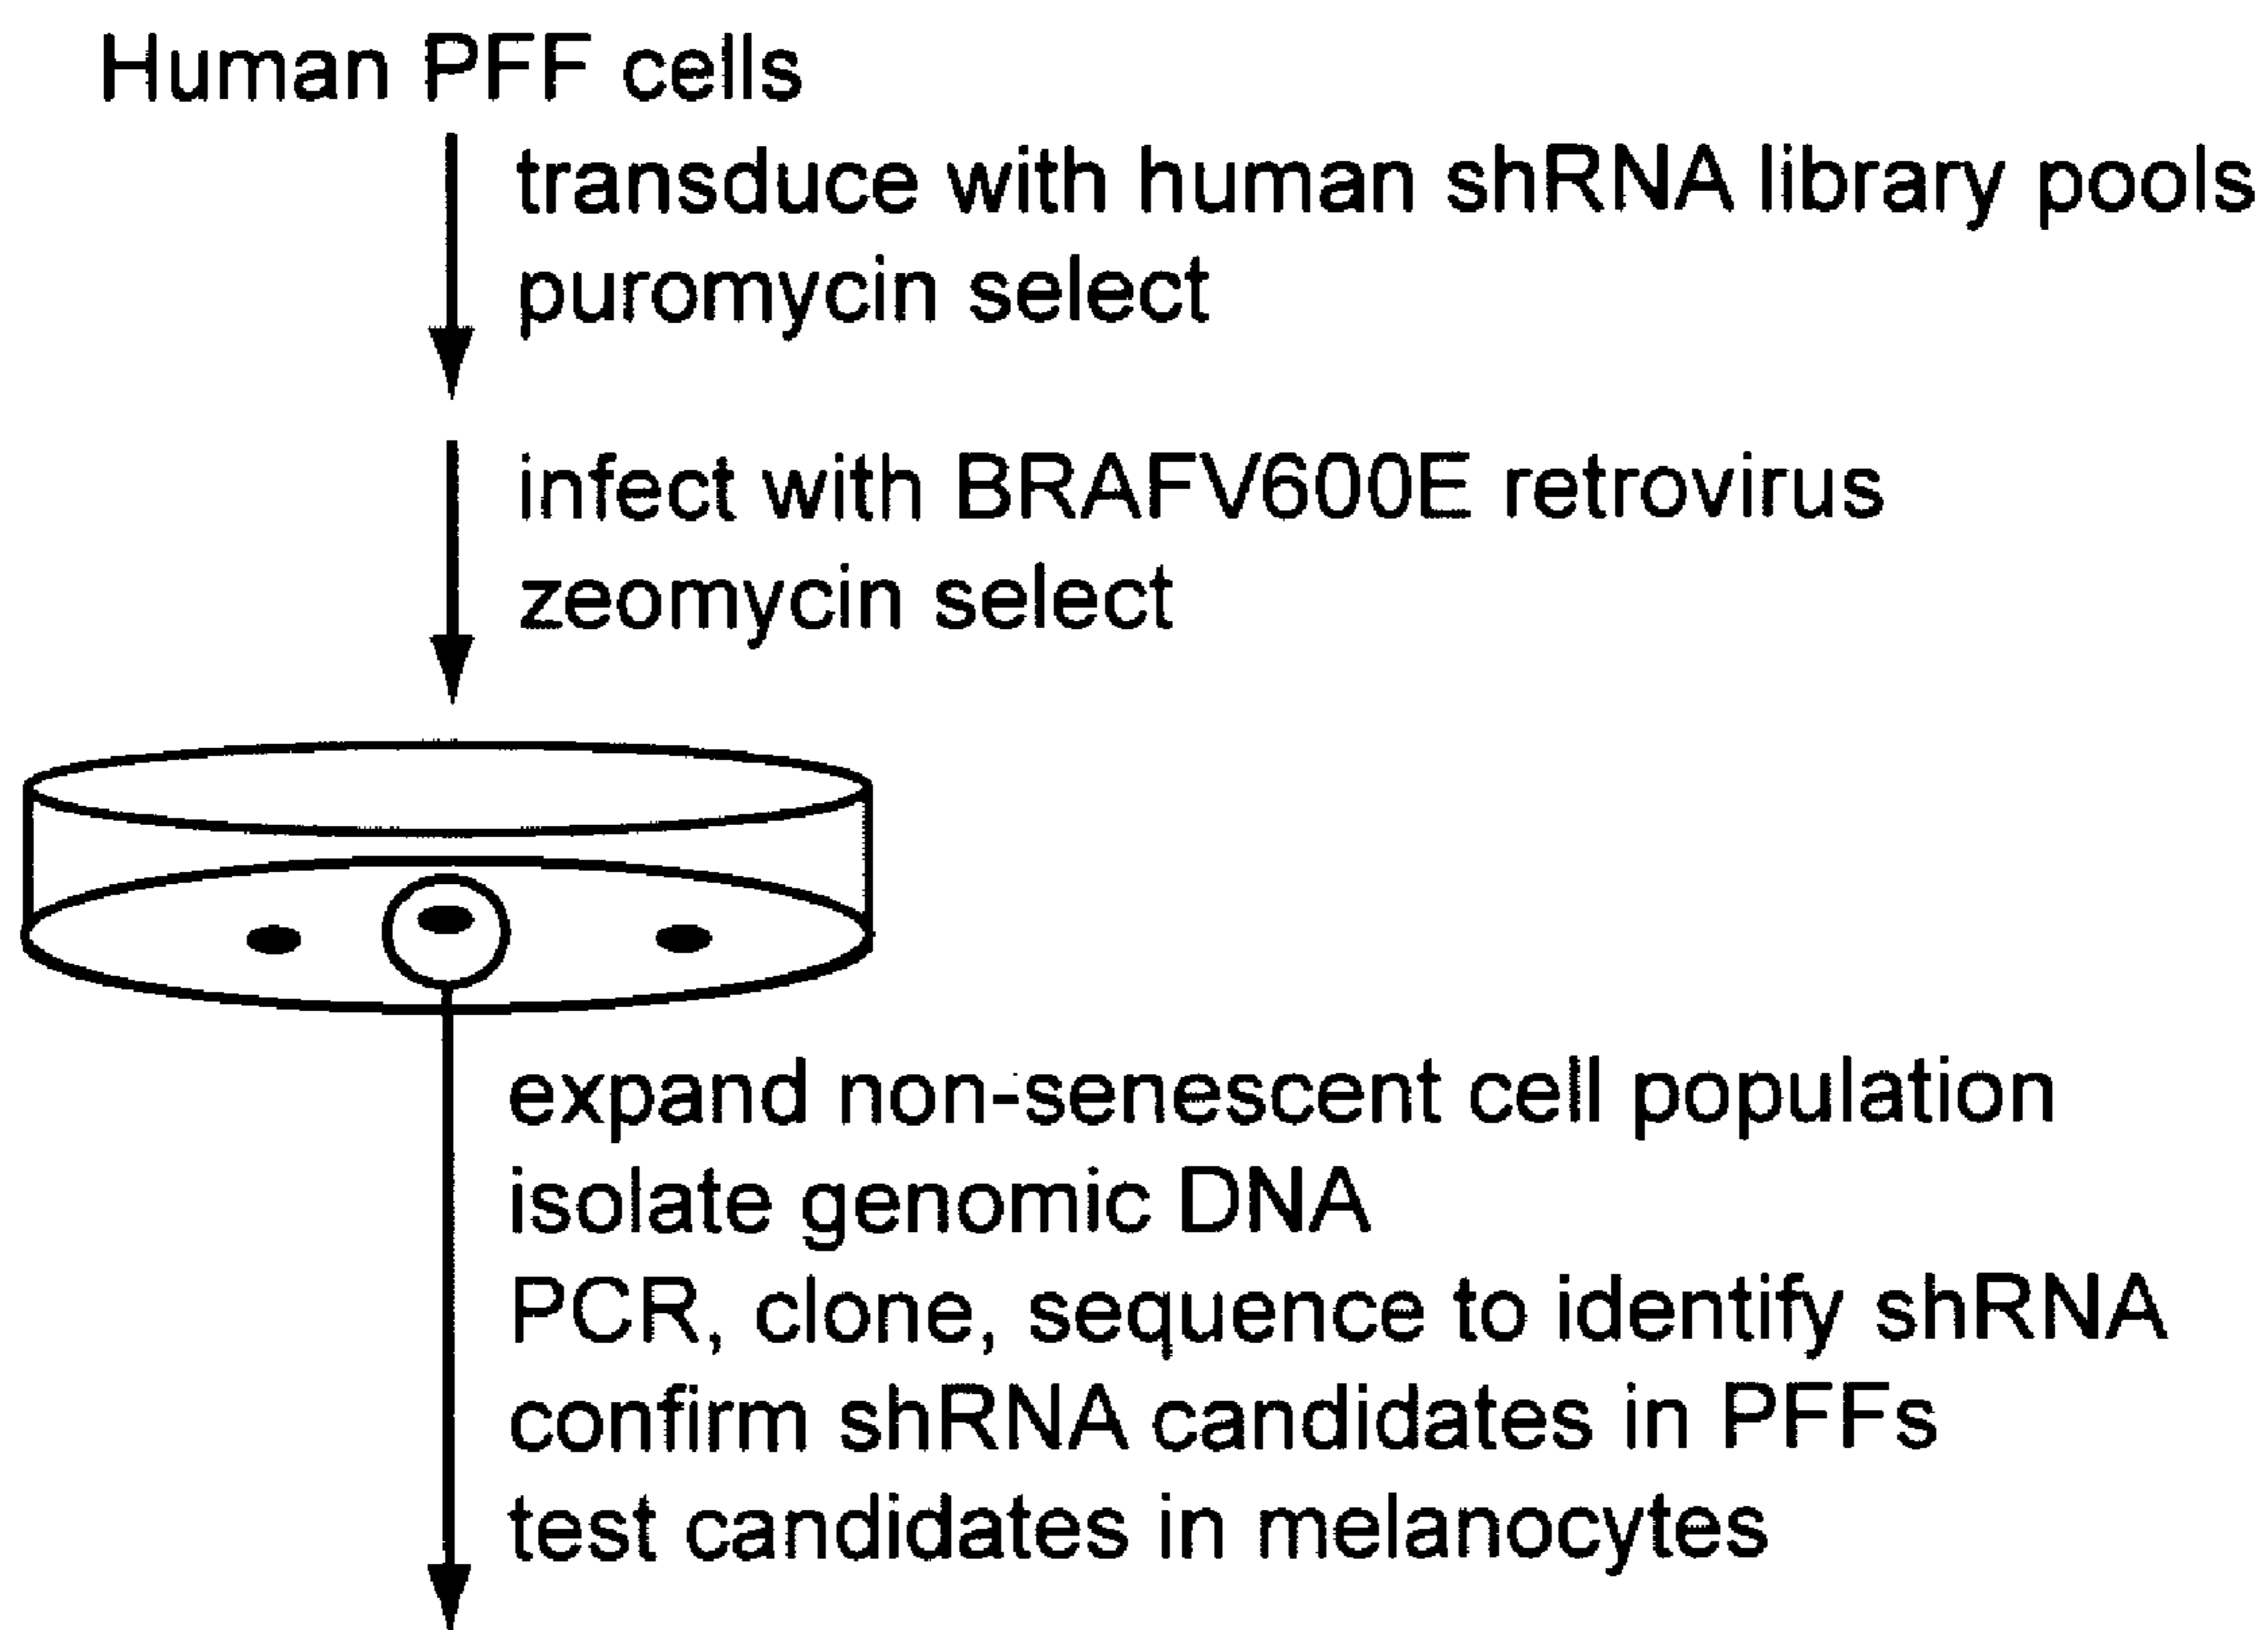 Human PFF cells
transduce with human shRNA library pools
puromycin select
infect with BRAFV600E retrovirus
zeomycin select
expand non-senescent cell population
isolate genomic DNA
PCR, clone, sequence to identify shRNA
confirm shRNA candidates in PFFs
test candidates in melanocytes